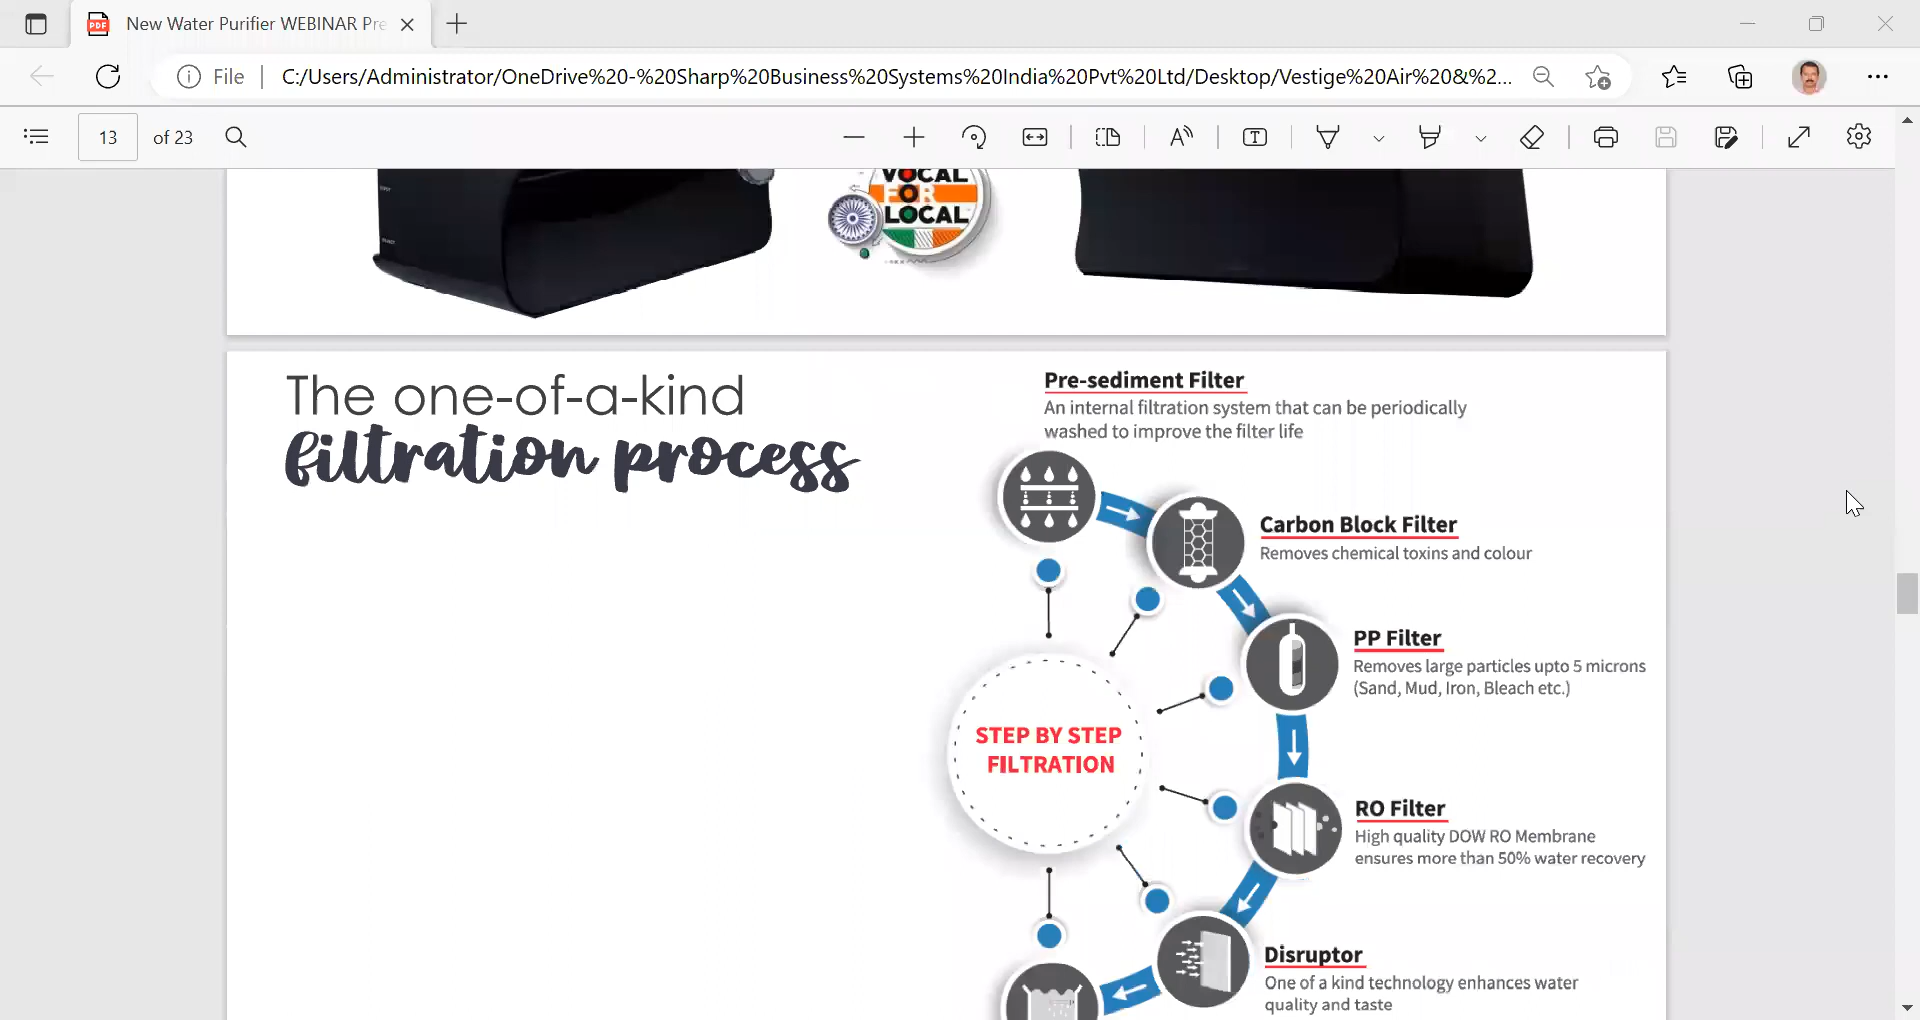 New Water Purifier WEBINAR Pre
File
C:/Users/Administrator/OneDrive%20-%20Sharp%20Business%20Systems%20India%20Pvt%20Ltd/Desktop/Vestige%20Air%20&%2...
13 of 23
VOCAL
FOR
LOCAL
The one-of-a-kind
filtration process
Pre-sediment Filter
An internal filtration system that can be periodically
washed to improve the filter life
Carbon Block Filter
Removes chemical toxins and colour
PP Filter
Removes large particles upto 5 microns
(Sand, Mud, Iron, Bleach etc.)
STEP BY STEP
FILTRATION
RO Filter
High quality DOW RO Membrane
ensures more than 50% water recovery
Disruptor
One of a kind technology enhances water
quality and taste